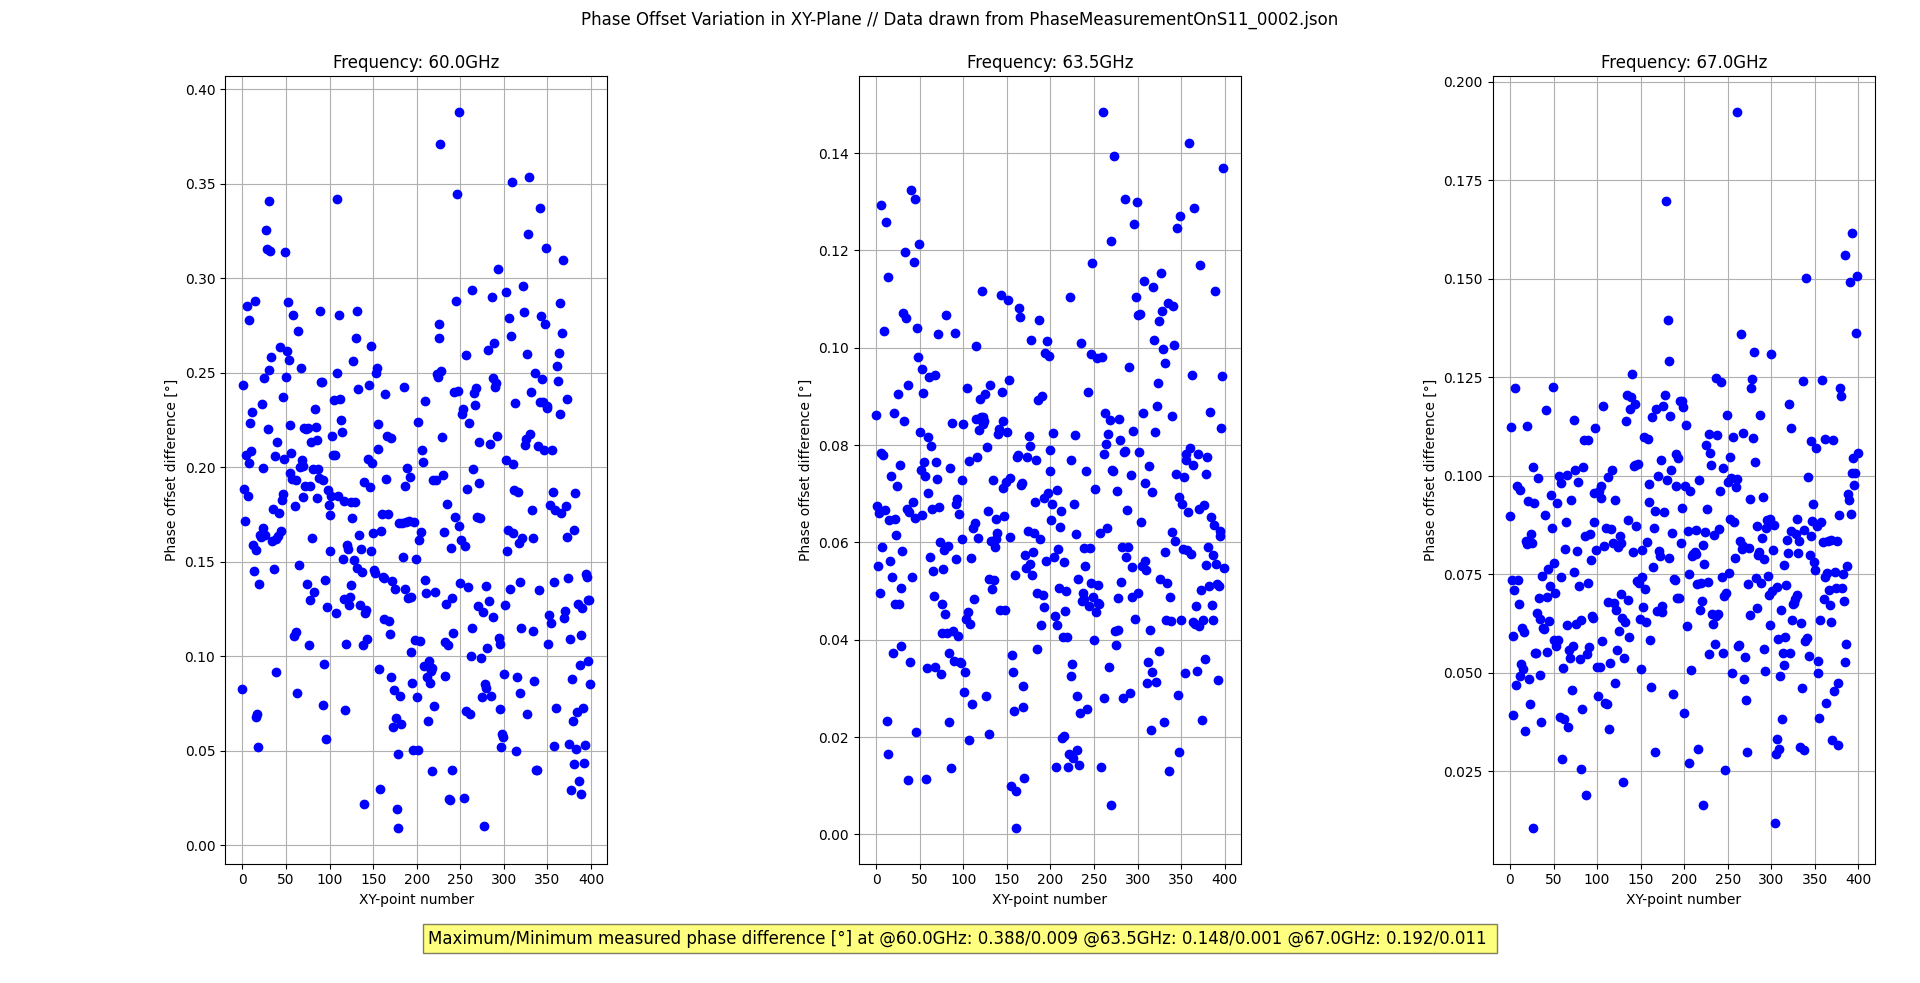 Phase Offset Variation in XY-Plane // Data drawn from PhaseMeasurementOnS11_0002.json
Frequency: 60.0GHz
0.40
0.35
0.30
0.25
0.20
0.15
0.10
0.05
0.00
Phase offset difference [°]
0 50 100 150 200 250 300 350 400
XY-point number
Frequency: 63.5GHz
0.14
0.12
0.10
0.08
0.06
0.04
0.02
0.00
Phase offset difference [°]
0 50 100 150 200 250 300 350 400
XY-point number
Frequency: 67.0GHz
0.200
0.175
0.150
0.125
0.100
0.075
0.050
0.025
Phase offset difference [°]
0 50 100 150 200 250 300 350 400
XY-point number
Maximum/Minimum measured phase difference [°] at @60.0GHz: 0.388/0.009 @63.5GHz: 0.148/0.001 @67.0GHz: 0.192/0.011